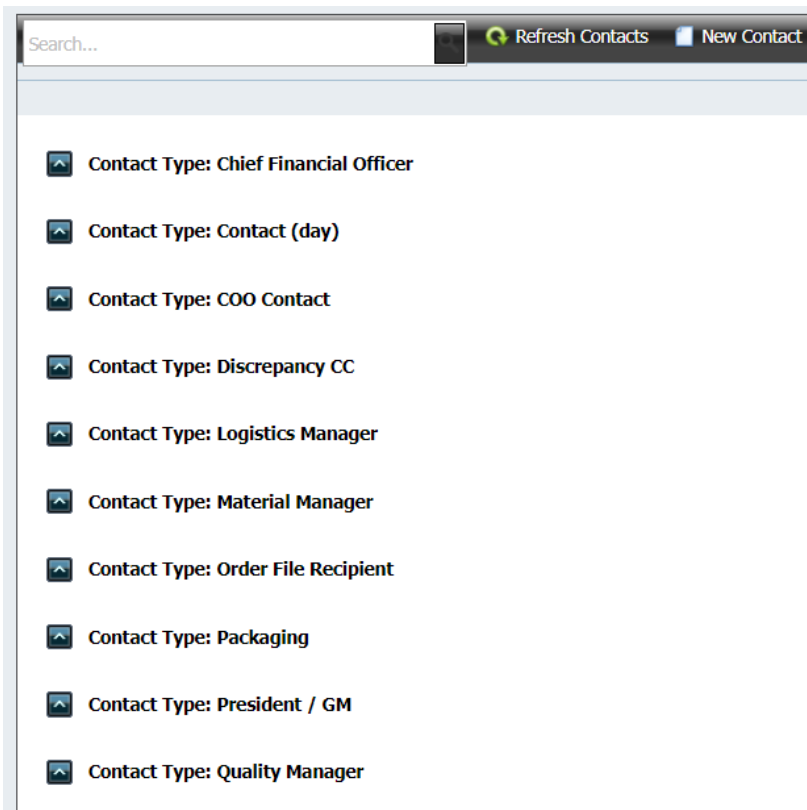 Search...
Refresh Contacts
New Contact
Contact Type: Chief Financial Officer
Contact Type: Contact (day)
Contact Type: COO Contact
Contact Type: Discrepancy CC
Contact Type: Logistics Manager
Contact Type: Material Manager
Contact Type: Order File Recipient
Contact Type: Packaging
Contact Type: President / GM
Contact Type: Quality Manager